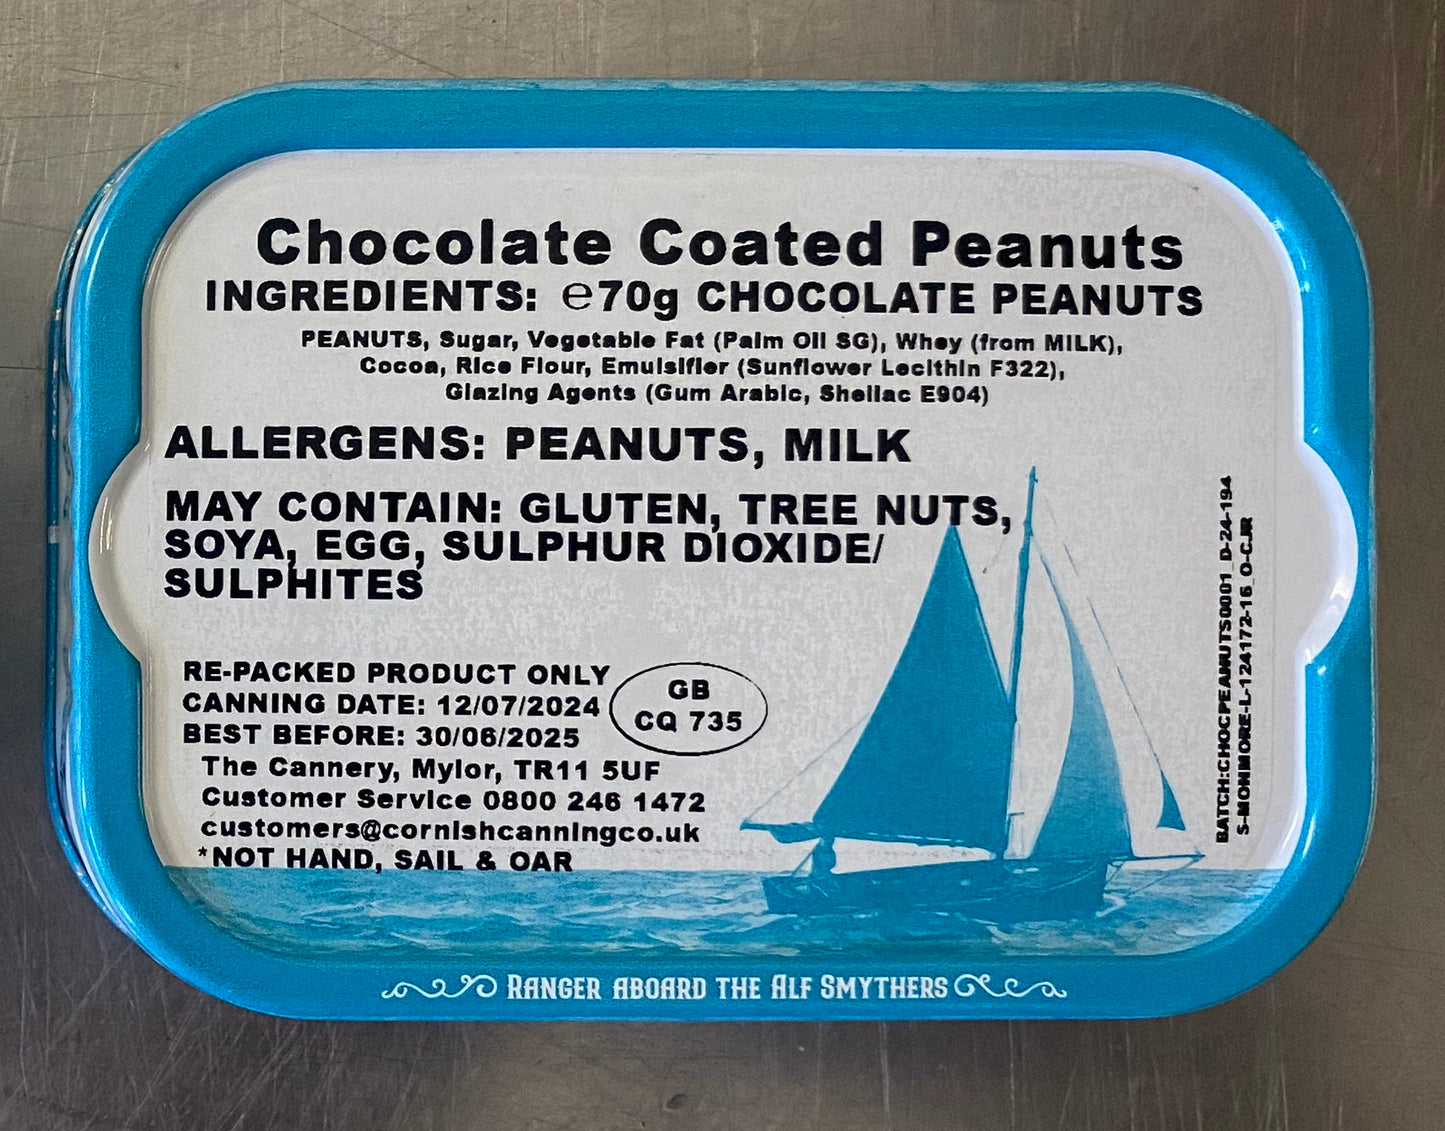 Chocolate Coated Peanuts
INGREDIENTS: ℮70g CHOCOLATE PEANUTS
PEANUTS, Sugar, Vegetable Fat (Palm Oil SG), Whey (from MILK),
Cocoa, Rice Flour, Emulsifier (Sunflower Lecithin F322),
Glazing Agents (Gum Arabic, Shellac E904)
ALLERGENS: PEANUTS, MILK
MAY CONTAIN: GLUTEN, TREE NUTS,
SOYA, EGG, SULPHUR DIOXIDE/
SULPHITES
RE-PACKED PRODUCT ONLY
CANNING DATE: 12/07/2024
BEST BEFORE: 30/06/2025
GB
CQ 735
The Cannery, Mylor, TR11 5UF
Customer Service 0800 246 1472
customers@cornishcanningco.uk
*NOT HAND, SAIL & OAR
BATCH:CHOCPEANUTS0001_D-24-194
S-MONMORE-L-124172-16_O-CJR
RANGER ABOARD THE ALF SMYTHERS